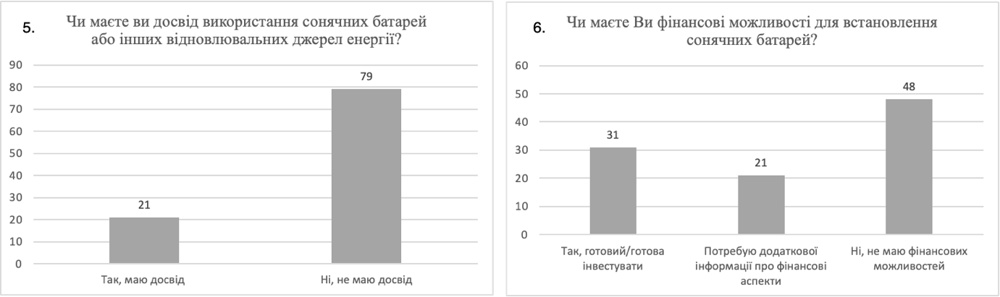 5.
Чи маєте ви досвід використання сонячних батарей
або інших відновлювальних джерел енергії?
90
80
70
60
50
40
30
20
10
0
21
79
Так, маю досвід
Ні, не маю досвід
6.
Чи маєте Ви фінансові можливості для встановлення
сонячних батарей?
60
50
40
30
20
10
0
31
21
48
Так, готовий/готова
інвестувати
Потребую додаткової
інформації про фінансові
аспекти
Ні, не маю фінансових
можливостей